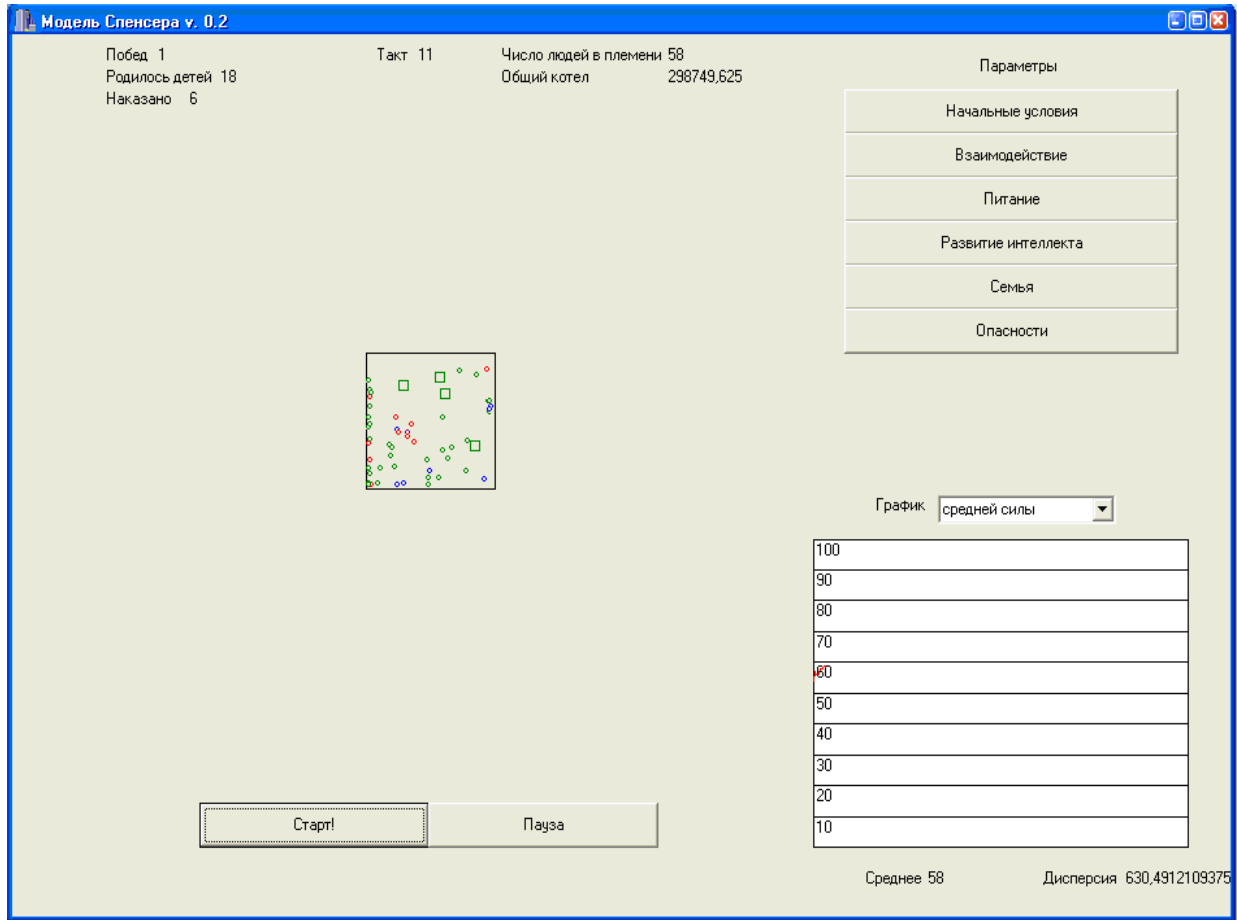 Модель Спенсера v. 0.2
Побед 1
Такт 11
Число людей в племени 58
Родилось детей 18
Общий котел 298749,625
Наказано 6
Параметры
Начальные условия
Взаимодействие
Питание
Развитие интеллекта
Семья
Опасности
График средней силы
100
90
80
70
60
50
40
30
20
10
Старт!
Пауза
Среднее 58
Дисперсия 630,4912109375